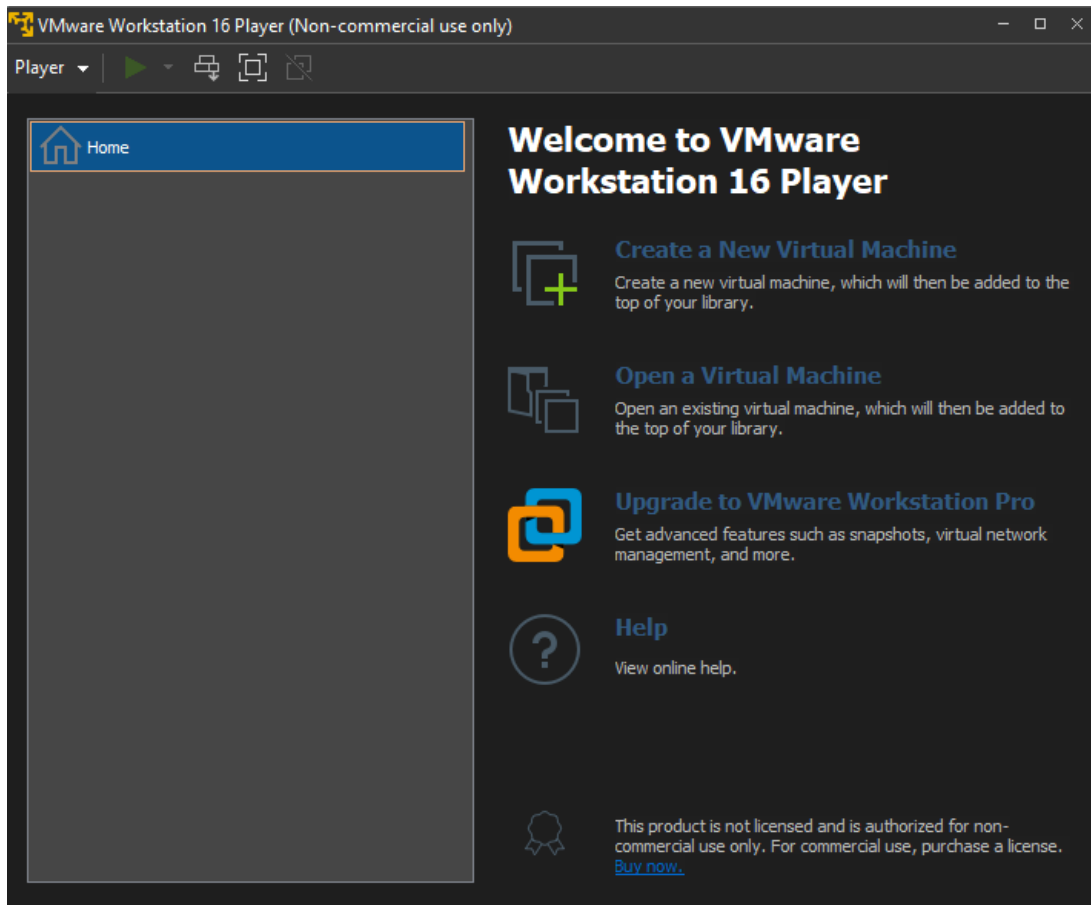 VMware Workstation 16 Player (Non-commercial use only)
Player
Home
Welcome to VMware
Workstation 16 Player
Create a New Virtual Machine
Create a new virtual machine, which will then be added to the
top of your library.
Open a Virtual Machine
Open an existing virtual machine, which will then be added to
the top of your library.
Upgrade to VMware Workstation Pro
Get advanced features such as snapshots, virtual network
management, and more.
Help
View online help.
This product is not licensed and is authorized for non-
commercial use only. For commercial use, purchase a license.
Buy now.